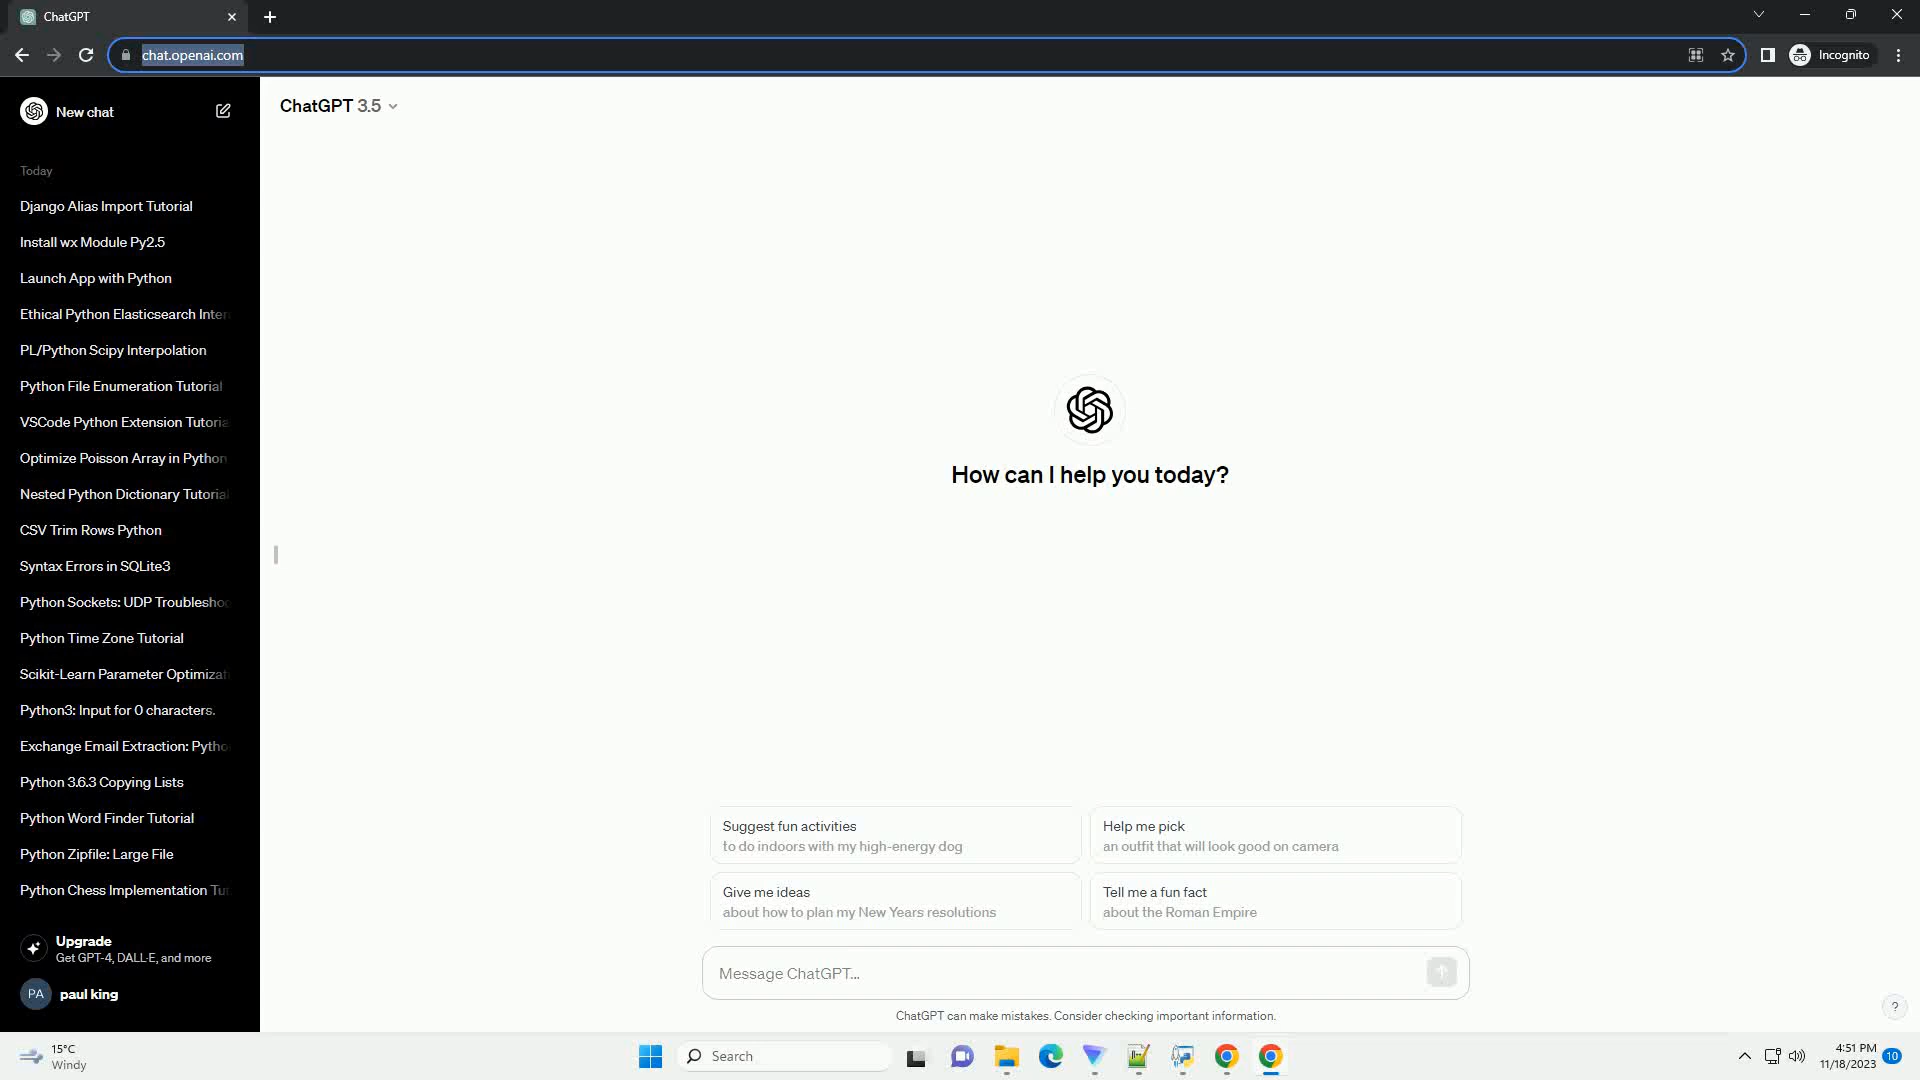 ChatGPT
chat.openai.com
Incognito
New chat
ChatGPT 3.5
Today
Django Alias Import Tutorial
Install wx Module Py2.5
Launch App with Python
Ethical Python Elasticsearch Inter
PL/Python Scipy Interpolation
Python File Enumeration Tutorial
VSCode Python Extension Tutoria
Optimize Poisson Array in Python
Nested Python Dictionary Tutorial
CSV Trim Rows Python
Syntax Errors in SQLite3
Python Sockets: UDP Troubleshoo
Python Time Zone Tutorial
Scikit-Learn Parameter Optimizat
Python3: Input for 0 characters.
Exchange Email Extraction: Pytho
Python 3.6.3 Copying Lists
Python Word Finder Tutorial
Python Zipfile: Large File
Python Chess Implementation Tut
Upgrade
Get GPT-4, DALL·E, and more
PA paul king
How can I help you today?
Suggest fun activities
to do indoors with my high-energy dog
Help me pick
an outfit that will look good on camera
Give me ideas
about how to plan my New Years resolutions
Tell me a fun fact
about the Roman Empire
Message ChatGPT...
ChatGPT can make mistakes. Consider checking important information.
?
15°C
Windy
Search
4:51 PM
11/18/2023
10